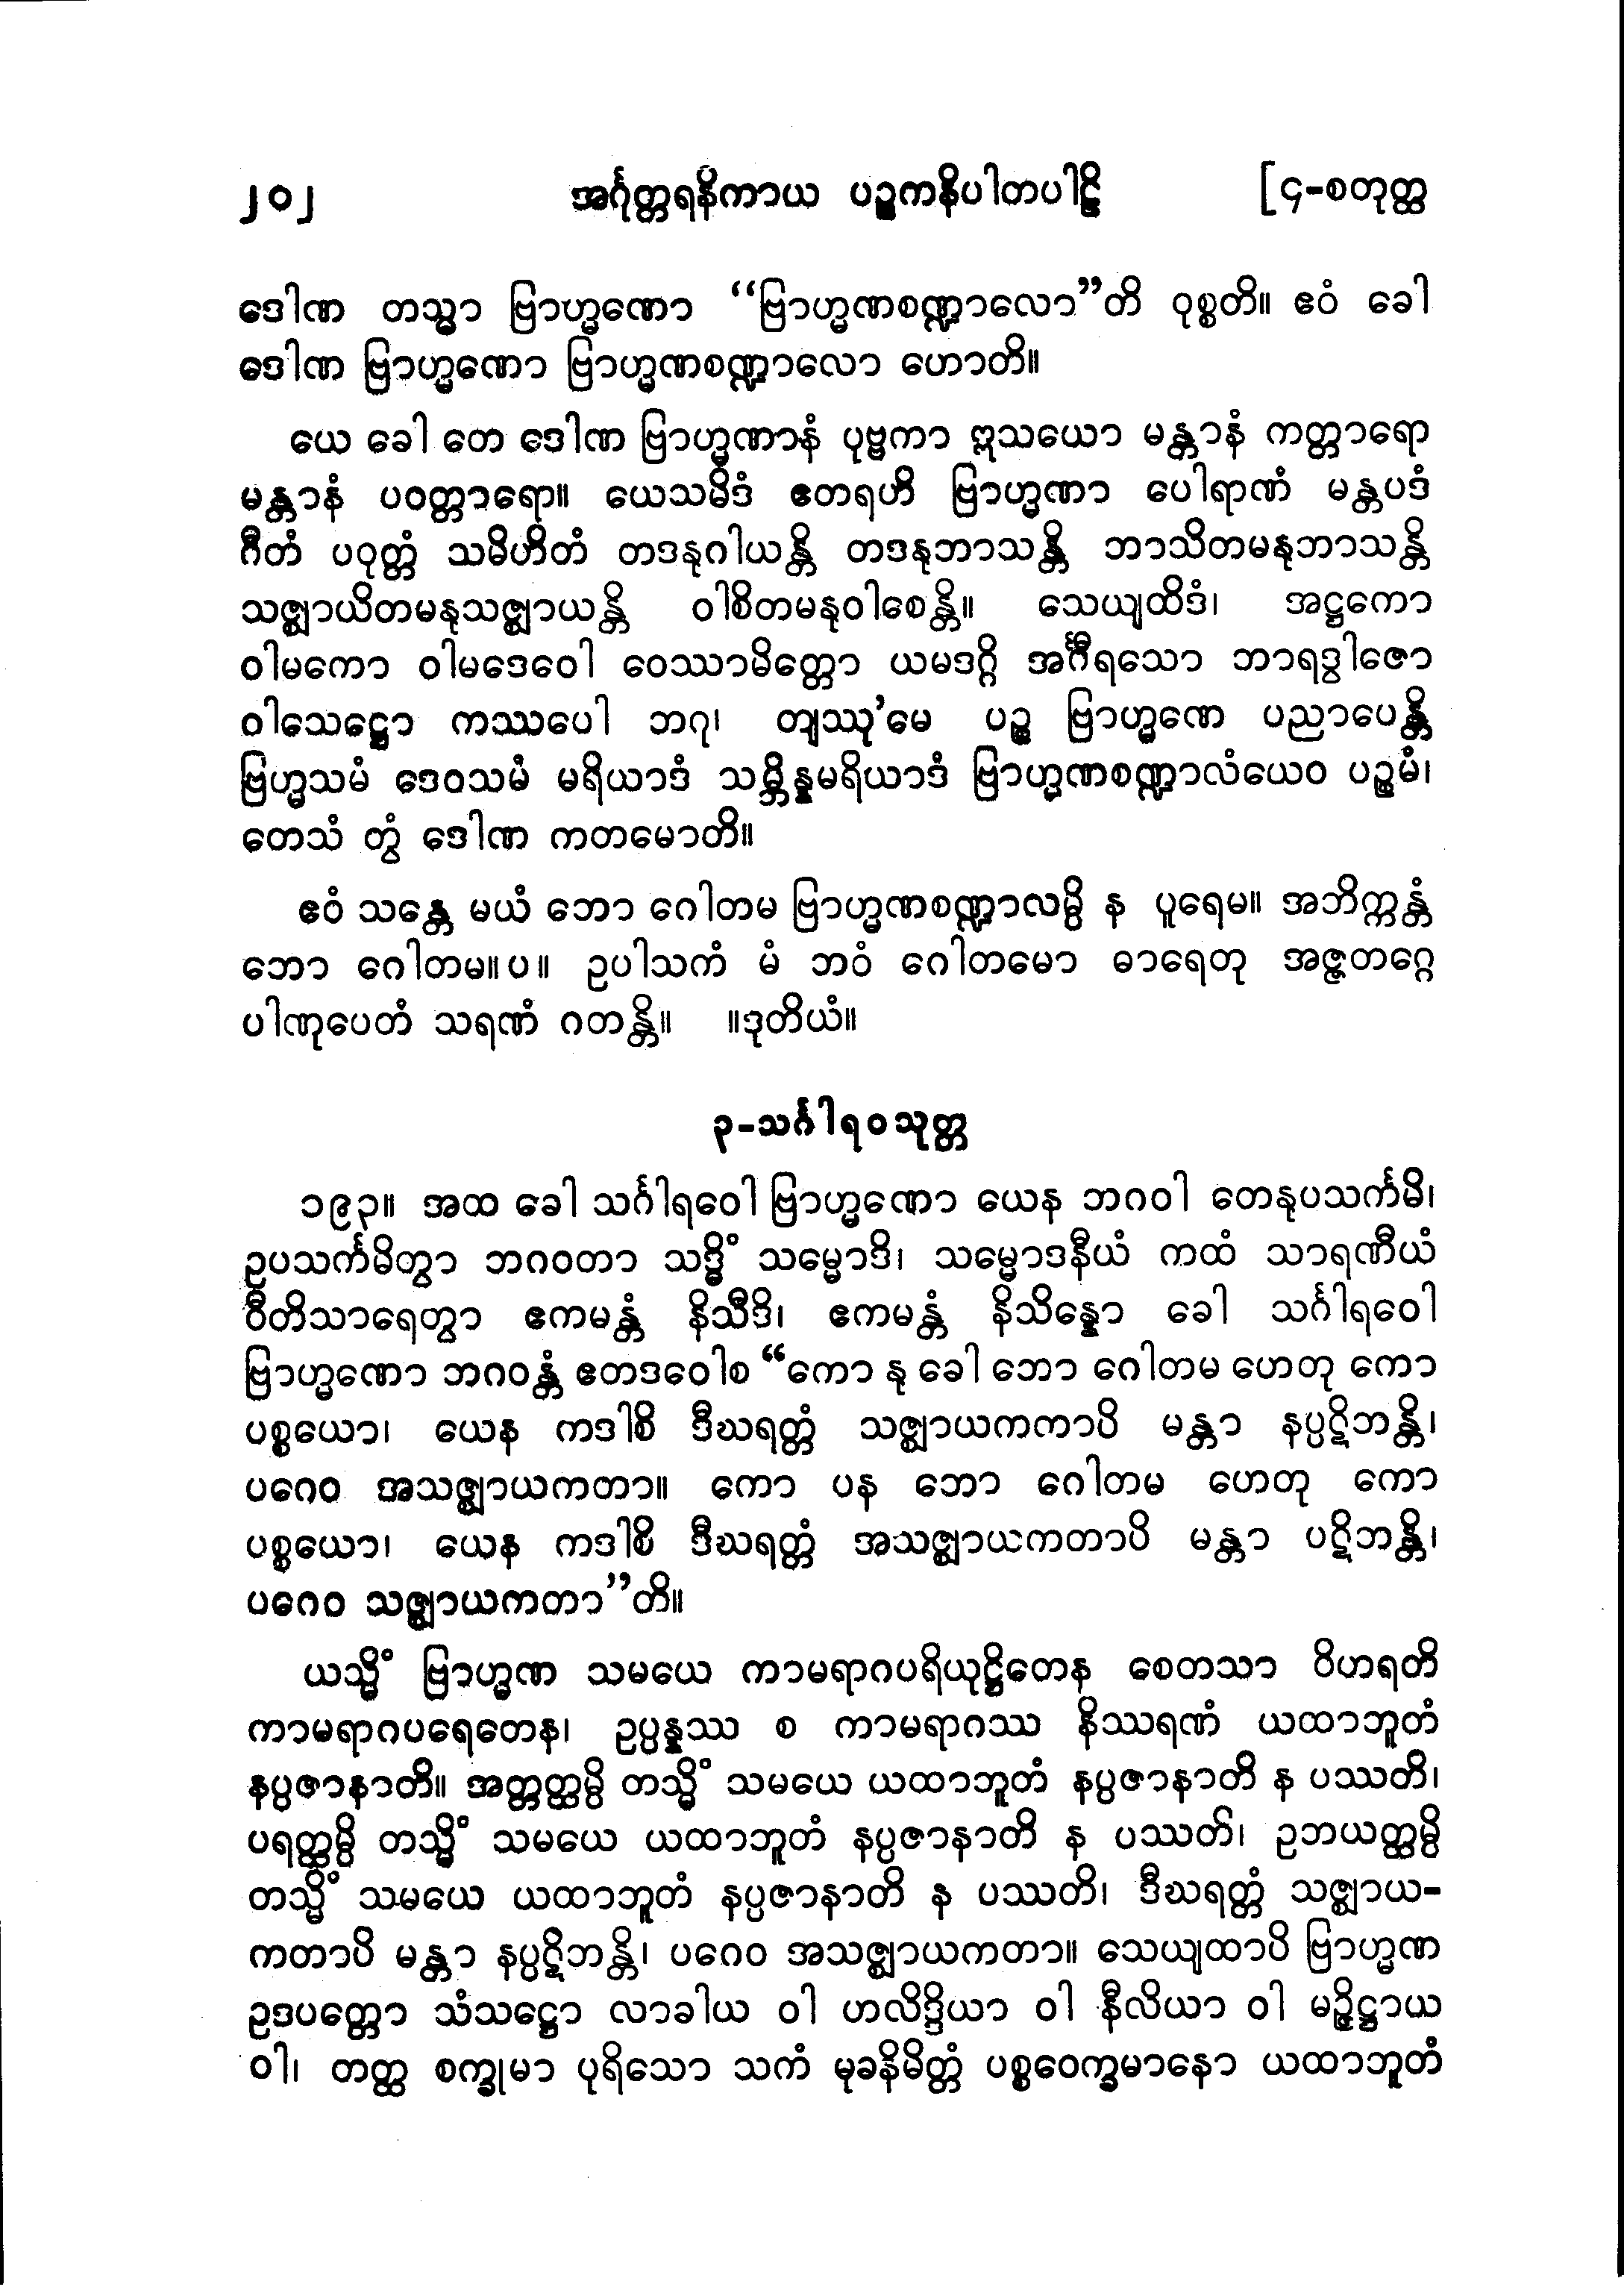 ၂၀၂ အင်္ဂုတ္တရနိကာယ ပဉ္စကနိပါတပါဠိ [၄-စတုတ္ထ
ဒေါဏ တသ္မာ ဗြာဟ္မဏော “ဗြာဟ္မဏစဏ္ဍာလော”တိ ဝုစ္စတိ။ ဧဝံ ခေါ
ဒေါဏ ဗြာဟ္မဏော ဗြာဟ္မဏစဏ္ဍာလော ဟောတိ။
ယေ ခေါ တေ ဒေါဏ ဗြာဟ္မဏာနံ ပုဗ္ဗကာ ဣသယော မန္တာနံ ကတ္တာရော
မန္တာနံ ပဝတ္တာရော။ ယေသမိဒံ ဧတရဟိ ဗြာဟ္မဏာ ပေါရာဏံ မန္တပဒံ
ဂီတံ ပဝုတ္တံ သမိဟိတံ တဒနုဂါယန္တိ တဒနုဘာသန္တိ ဘာသိတမနုဘာသန္တိ
သဇ္ဈာယိတမနုသဇ္ဈာယန္တိ ဝါစိတမနုဝါစေန္တိ။ သေယျထိဒံ၊ အဋ္ဌကော
ဝါမကော ဝါမဒေဝေါ ဝေဿာမိတ္တော ယမဒဂ္ဂိ အင်္ဂီရသော ဘာရဒွါဇော
ဝါသေဋ္ဌော ကဿပေါ ဘဂု၊ တျဿု’မေ ပဉ္စ ဗြာဟ္မဏေ ပညာပေန္တိ
ဗြဟ္မသမံ ဒေဝသမံ မရိယာဒံ သမ္ဘိန္နမရိယာဒံ ဗြာဟ္မဏစဏ္ဍာလံယေဝ ပဉ္စမံ၊
တေသံ တွံ ဒေါဏ ကတမောတိ။
ဧဝံ သန္တေ မယံ ဘော ဂေါတမ ဗြာဟ္မဏစဏ္ဍာလမ္ပိ န ပူရေမ။ အဘိက္ကန္တံ
ဘော ဂေါတမ။ပ။ ဥပါသကံ မံ ဘဝံ ဂေါတမော ဓာရေတု အဇ္ဇတဂ္ဂေ
ပါဏုပေတံ သရဏံ ဂတန္တိ။ ။ဒုတိယံ။
၃-သင်္ဂါရဝသုတ္တ
၁၉၃။ အထ ခေါ သင်္ဂါရဝေါ ဗြာဟ္မဏော ယေန ဘဂဝါ တေနုပသင်္ကမိ၊
ဥပသင်္ကမိတွာ ဘဂဝတာ သဒ္ဓိံ သမ္မောဒိ၊ သမ္မောဒနီယံ ကထံ သာရဏီယံ
ဝီတိသာရေတွာ ဧကမန္တံ နိသီဒိ၊ ဧကမန္တံ နိသိန္နော ခေါ သင်္ဂါရဝေါ
ဗြာဟ္မဏော ဘဂဝန္တံ ဧတဒဝေါစ “ကော နု ခေါ ဘော ဂေါတမ ဟေတု ကော
ပစ္စယော၊ ယေန ကဒါစိ ဒီဃရတ္တံ သဇ္ဈာယကကာပိ မန္တာ နပ္ပဋိဘန္တိ၊
ပဂေဝ အသဇ္ဈာယကတာ။ ကော ပန ဘော ဂေါတမ ဟေတု ကော
ပစ္စယော၊ ယေန ကဒါစိ ဒီဃရတ္တံ အသဇ္ဈာယကတာပိ မန္တာ ပဋိဘန္တိ၊
ပဂေဝ သဇ္ဈာယကတာ”တိ။
ယသ္မိံ ဗြာဟ္မဏ သမယေ ကာမရာဂပရိယုဋ္ဌိတေန စေတသာ ဝိဟရတိ
ကာမရာဂပရေတေန၊ ဥပ္ပန္နဿ စ ကာမရာဂဿ နိဿရဏံ ယထာဘူတံ
နပ္ပဇာနာတိ။ အတ္တတ္ထမ္ပိ တသ္မိံ သမယေ ယထာဘူတံ နပ္ပဇာနာတိ န ပဿတိ၊
ပရတ္ထမ္ပိ တသ္မိံ သမယေ ယထာဘူတံ နပ္ပဇာနာတိ န ပဿတိ၊ ဥဘယတ္ထမ္ပိ
တသ္မိံ သမယေ ယထာဘူတံ နပ္ပဇာနာတိ န ပဿတိ၊ ဒီဃရတ္တံ သဇ္ဈာယ-
ကတာပိ မန္တာ နပ္ပဋိဘန္တိ၊ ပဂေဝ အသဇ္ဈာယကတာ။ သေယျထာပိ ဗြာဟ္မဏ
ဥဒပတ္တော သံသဋ္ဌော လာခါယ ဝါ ဟလိဒ္ဒိယာ ဝါ နီလိယာ ဝါ မဉ္ဇိဋ္ဌာယ
ဝါ၊ တတ္ထ စက္ခုမာ ပုရိသော သကံ မုခနိမိတ္တံ ပစ္စဝေက္ခမာနော ယထာဘူတံ